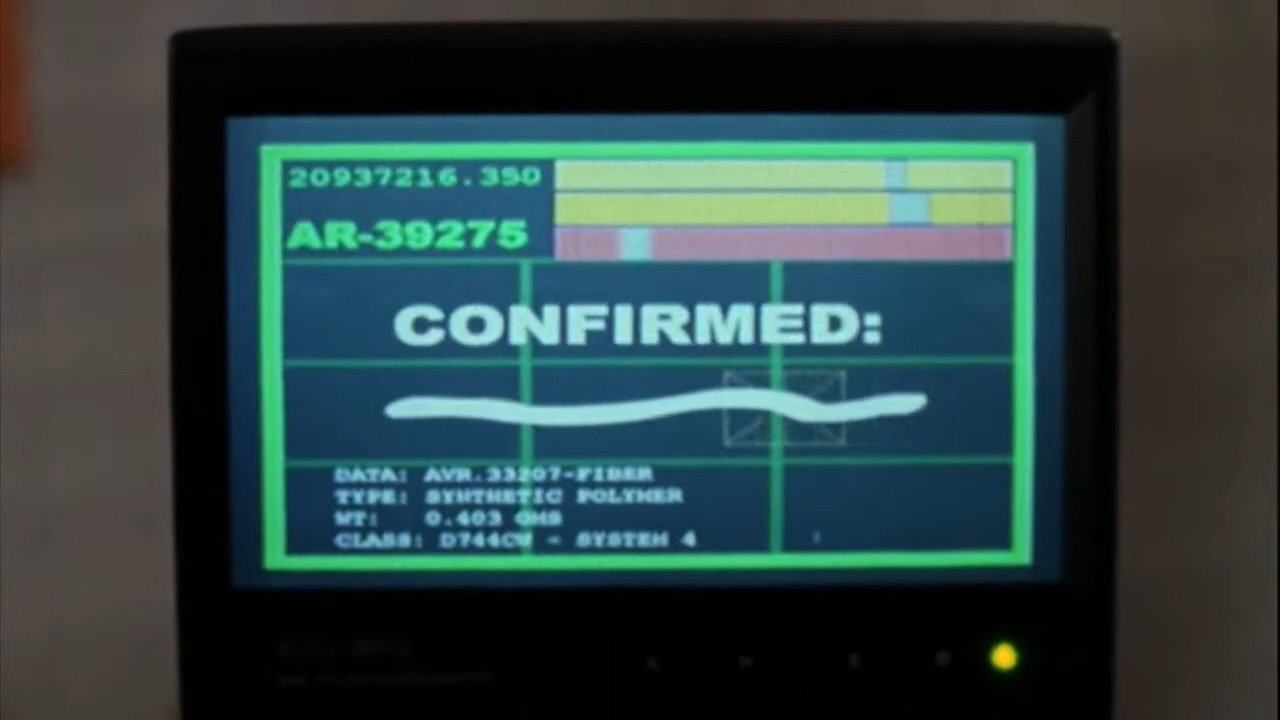 20937216.350
AR-39275
CONFIRMED:
DATA: AVR.33207-FIBER
TYPE: SYNTHETIC POLYMER
WT: 0.403 GMS
CLASS: D744CW - SYSTEM 4